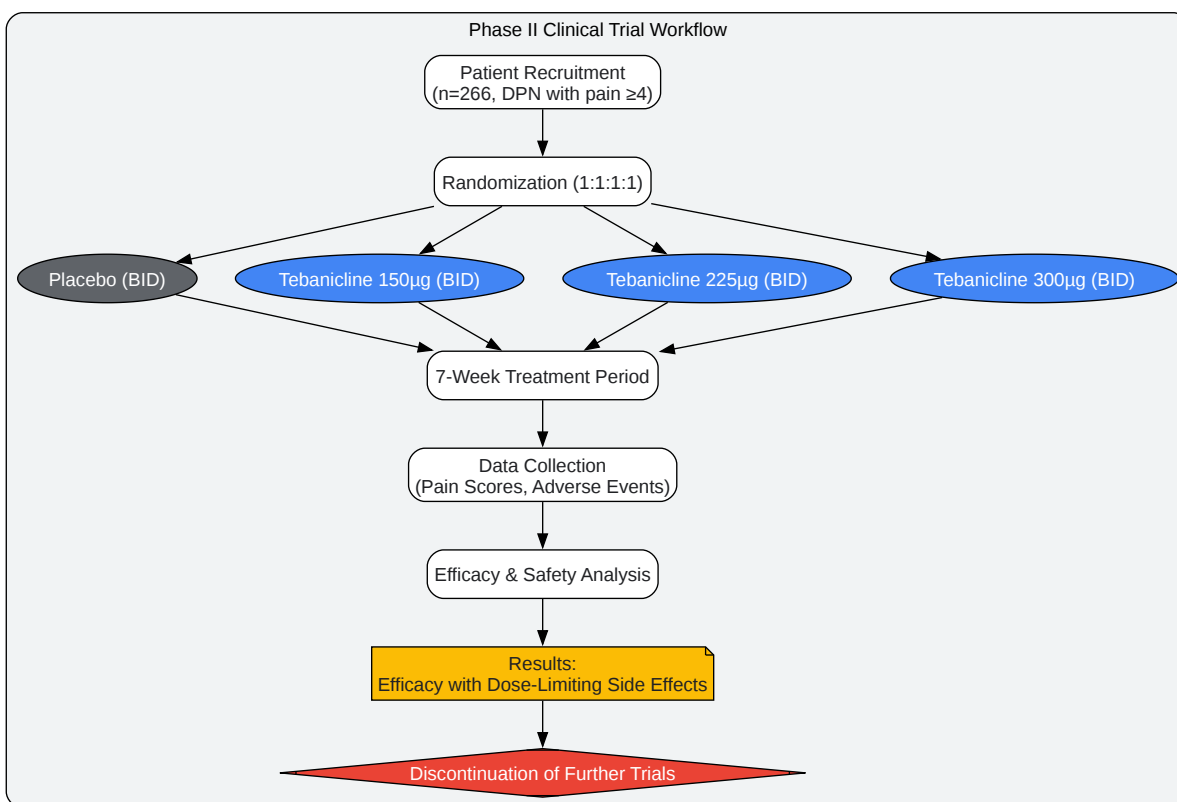 Phase II Clinical Trial Workflow
Patient Recruitment
(n=266, DPN with pain ≥4)
Randomization (1:1:1:1)
Placebo (BID)
Tebanicline 150µg (BID)
Tebanicline 225µg (BID)
Tebanicline 300µg (BID)
7-Week Treatment Period
Data Collection
(Pain Scores, Adverse Events)
Efficacy & Safety Analysis
Results:
Efficacy with Dose-Limiting Side Effects
Discontinuation of Further Trials